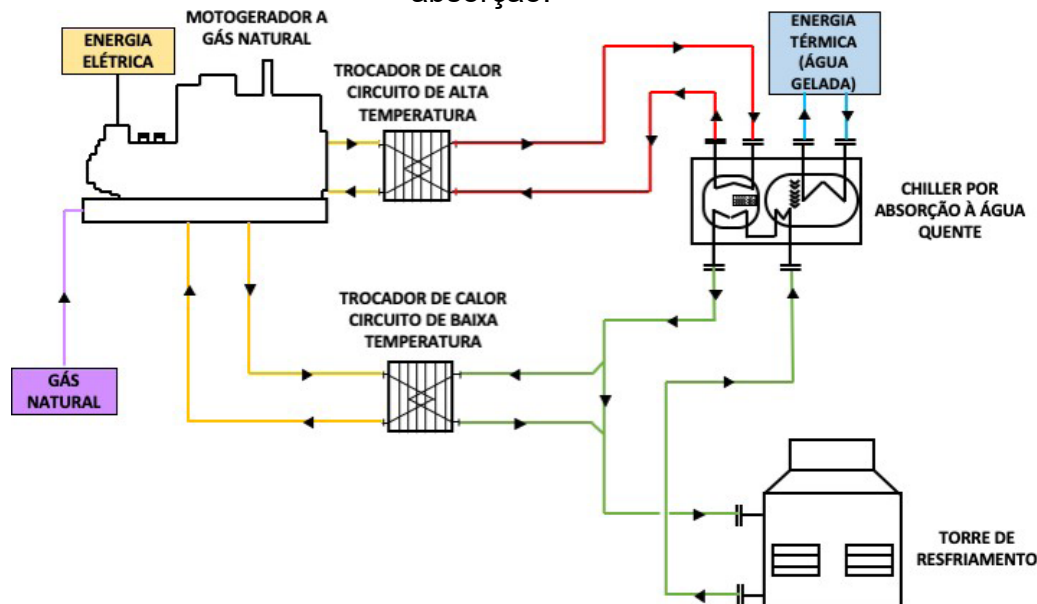 absorção.
MOTOGERADOR A
GÁS NATURAL
ENERGIA
ELÉTRICA
TROCADOR DE CALOR
CIRCUITO DE ALTA
TEMPERATURA
ENERGIA
TÉRMICA
(ÁGUA
GELADA)
CHILLER POR
ABSORÇÃO À ÁGUA
QUENTE
TROCADOR DE CALOR
CIRCUITO DE BAIXA
TEMPERATURA
GÁS
NATURAL
TORRE DE
RESFRIAMENTO